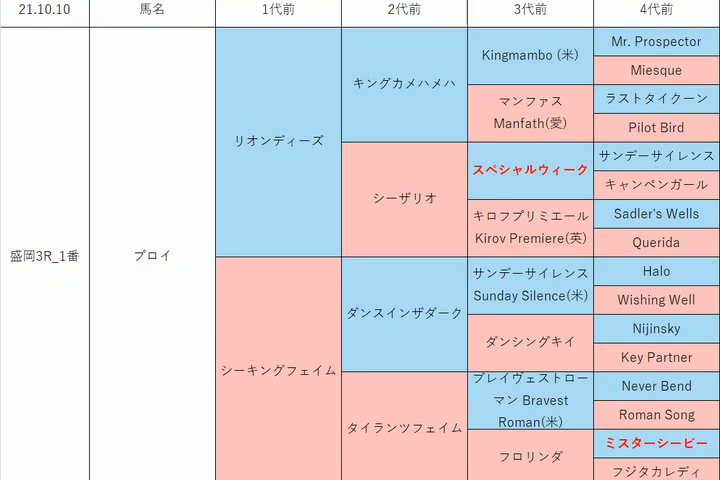 21.10.10 馬名 1代前 2代前 3代前 4代前
盛岡3R_1番
プロイ
リオンディーズ
シーキングフェイム
キングカメハメハ
シーザリオ
ダンスインザダーク
タイランツフェイム
Kingmambo (米)
マンファス
Manfath(愛)
スペシャルウィーク
キロフプリミエール
Kirov Premiere(英)
サンデーサイレンス
Sunday Silence(米)
ダンシングキイ
ブレイヴェストロー
マン Bravest
Roman(米)
フロリンダ
Mr. Prospector
Miesque
ラストタイクーン
Pilot Bird
サンデーサイレンス
キャンペンガール
Sadler's Wells
Querida
Halo
Wishing Well
Nijinsky
Key Partner
Never Bend
Roman Song
ミスターシービー
フジタカレディ